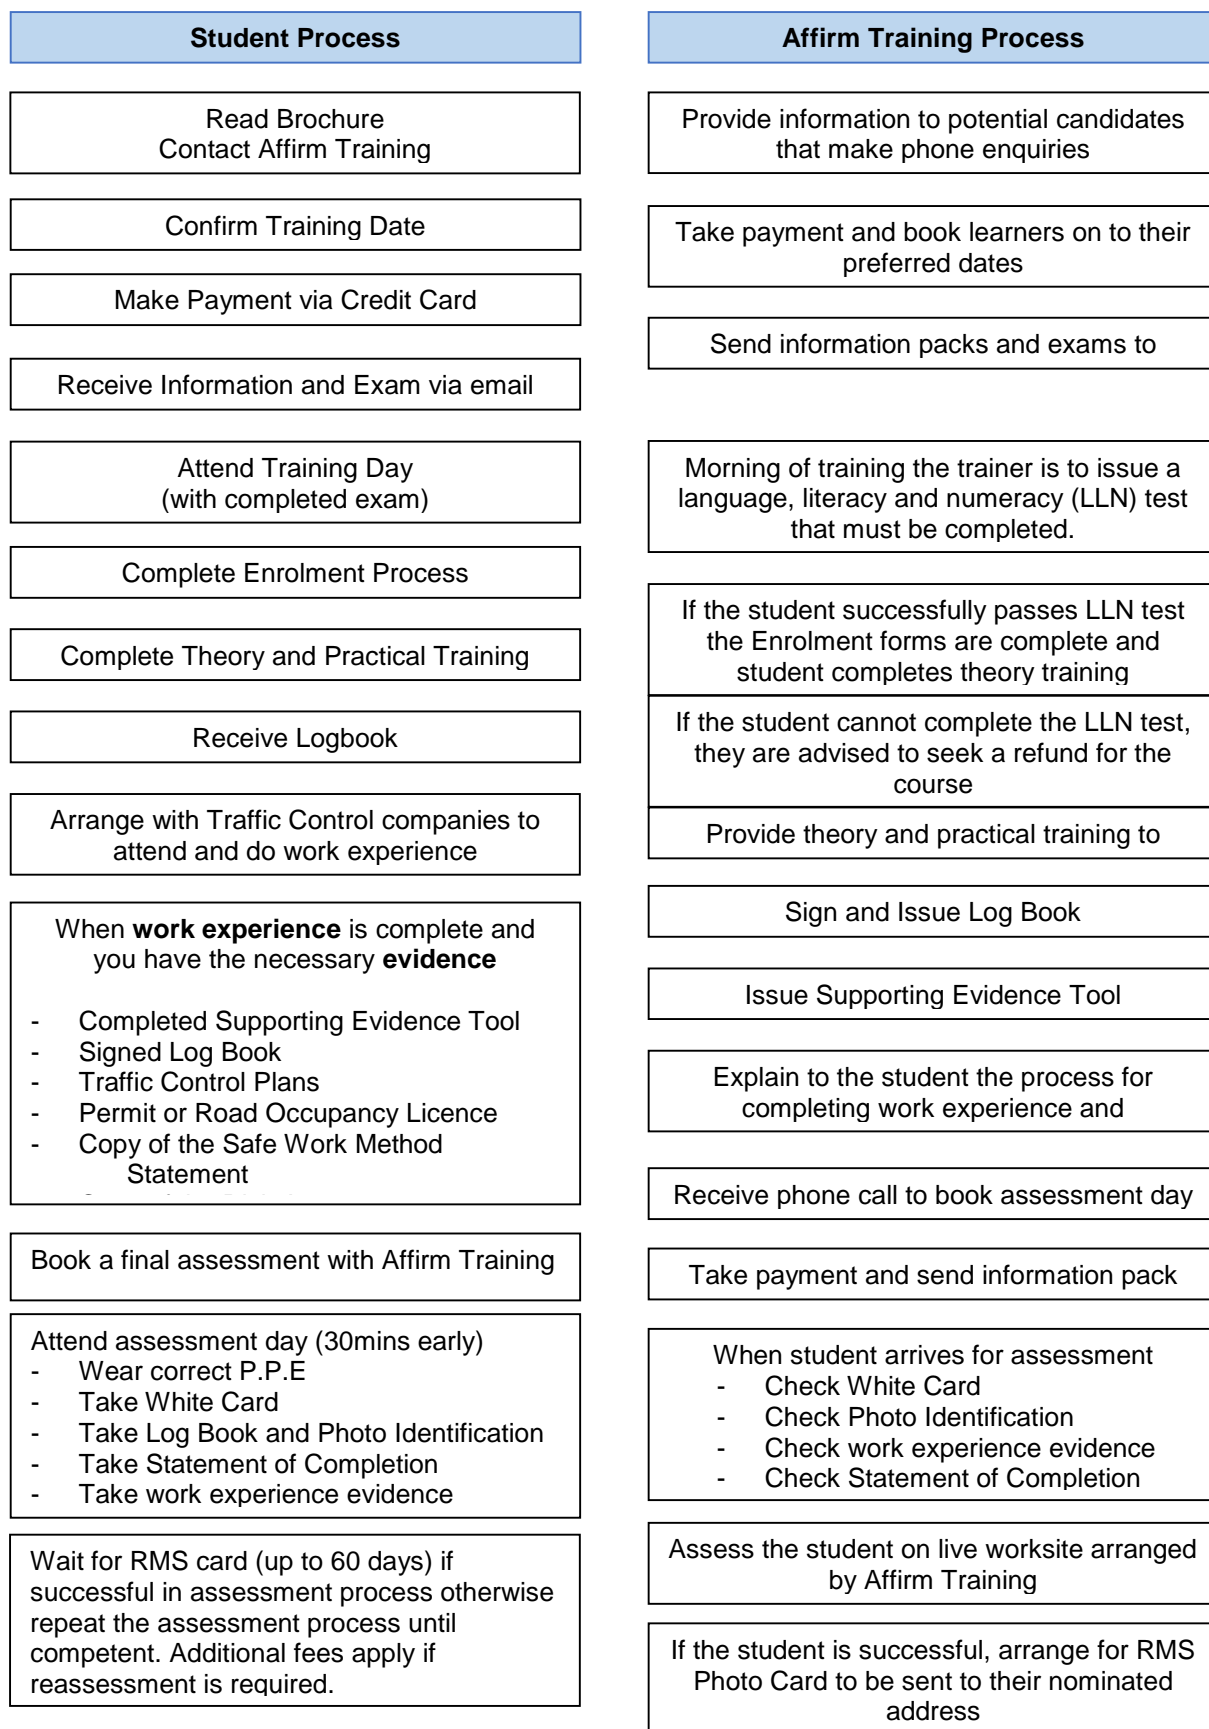 Student Process
Read Brochure
Contact Affirm Training
Confirm Training Date
Make Payment via Credit Card
Receive Information and Exam via email
Attend Training Day
(with completed exam)
Complete Enrolment Process
Complete Theory and Practical Training
Receive Logbook
Arrange with Traffic Control companies to
attend and do work experience
When work experience is complete and
you have the necessary evidence
- Completed Supporting Evidence Tool
- Signed Log Book
- Traffic Control Plans
- Permit or Road Occupancy Licence
- Copy of the Safe Work Method
Statement
Book a final assessment with Affirm Training
Attend assessment day (30mins early)
- Wear correct P.P.E
- Take White Card
- Take Log Book and Photo Identification
- Take Statement of Completion
- Take work experience evidence
Wait for RMS card (up to 60 days) if
successful in assessment process otherwise
repeat the assessment process until
competent. Additional fees apply if
reassessment is required.
Affirm Training Process
Provide information to potential candidates
that make phone enquiries
Take payment and book learners on to their
preferred dates
Send information packs and exams to
Morning of training the trainer is to issue a
language, literacy and numeracy (LLN) test
that must be completed.
If the student successfully passes LLN test
the Enrolment forms are complete and
student completes theory training
If the student cannot complete the LLN test,
they are advised to seek a refund for the
course
Provide theory and practical training to
Sign and Issue Log Book
Issue Supporting Evidence Tool
Explain to the student the process for
completing work experience and
Receive phone call to book assessment day
Take payment and send information pack
When student arrives for assessment
- Check White Card
- Check Photo Identification
- Check work experience evidence
- Check Statement of Completion
Assess the student on live worksite arranged
by Affirm Training
If the student is successful, arrange for RMS
Photo Card to be sent to their nominated
address